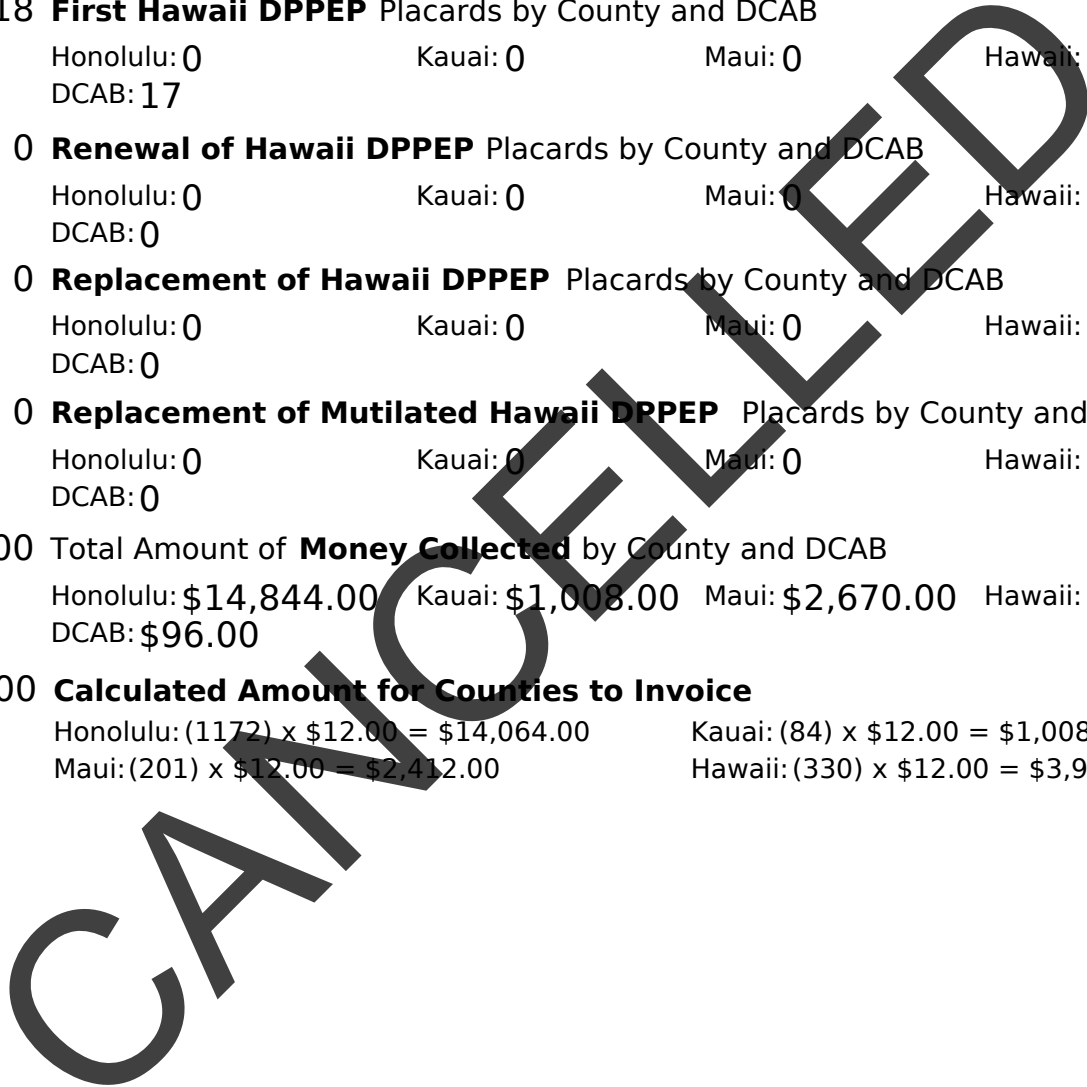 18 First Hawaii DPPEP Placards by County and DCAB
Honolulu: 0 Kauai: 0 Maui: 0 Hawaii:
DCAB: 17
0 Renewal of Hawaii DPPEP Placards by County and DCAB
Honolulu: 0 Kauai: 0 Maui: 0 Hawaii:
DCAB: 0
0 Replacement of Hawaii DPPEP Placards by County and DCAB
Honolulu: 0 Kauai: 0 Maui: 0 Hawaii:
DCAB: 0
0 Replacement of Mutilated Hawaii DPPEP Placards by County and
Honolulu: 0 Kauai: 0 Maui: 0 Hawaii:
DCAB: 0
00 Total Amount of Money Collected by County and DCAB
Honolulu: $14,844.00 Kauai: $1,008.00 Maui: $2,670.00 Hawaii:
DCAB: $96.00
00 Calculated Amount for Counties to Invoice
Honolulu: (1172) x $12.00 = $14,064.00 Kauai: (84) x $12.00 = $1,008
Maui: (201) x $12.00 = $2,412.00 Hawaii: (330) x $12.00 = $3,9
CANCELLED